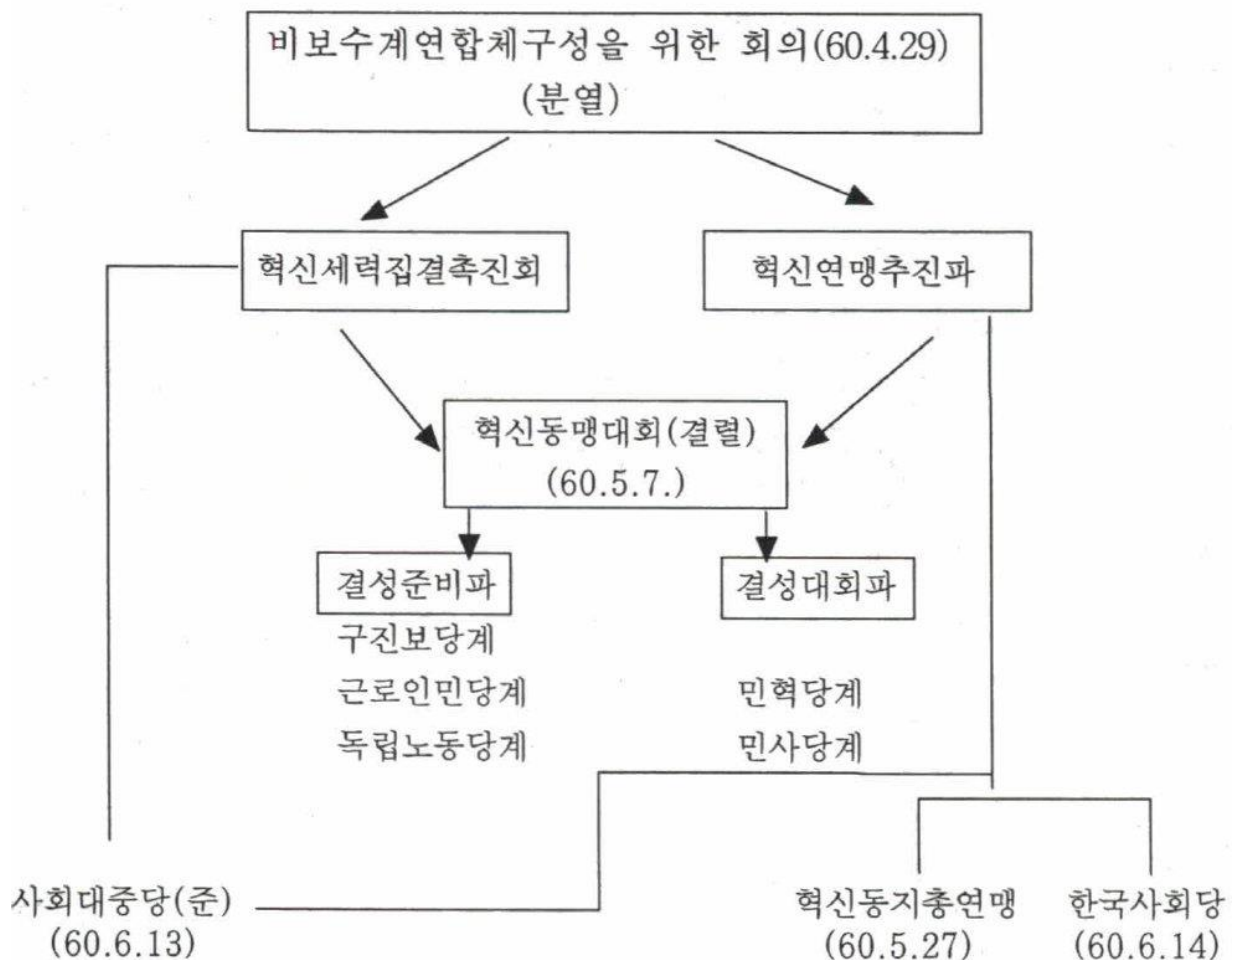 비보수계연합체구성을 위한 회의(60.4.29)
(분열)
혁신세력집결촉진회
혁신연맹추진파
혁신동맹대회(결렬)
(60.5.7.)
결성준비파
구진보당계
근로인민당계
독립노동당계
결성대회파
민혁당계
민사당계
사회대중당(준)
(60.6.13)
혁신동지총연맹
(60.5.27)
한국사회당
(60.6.14)